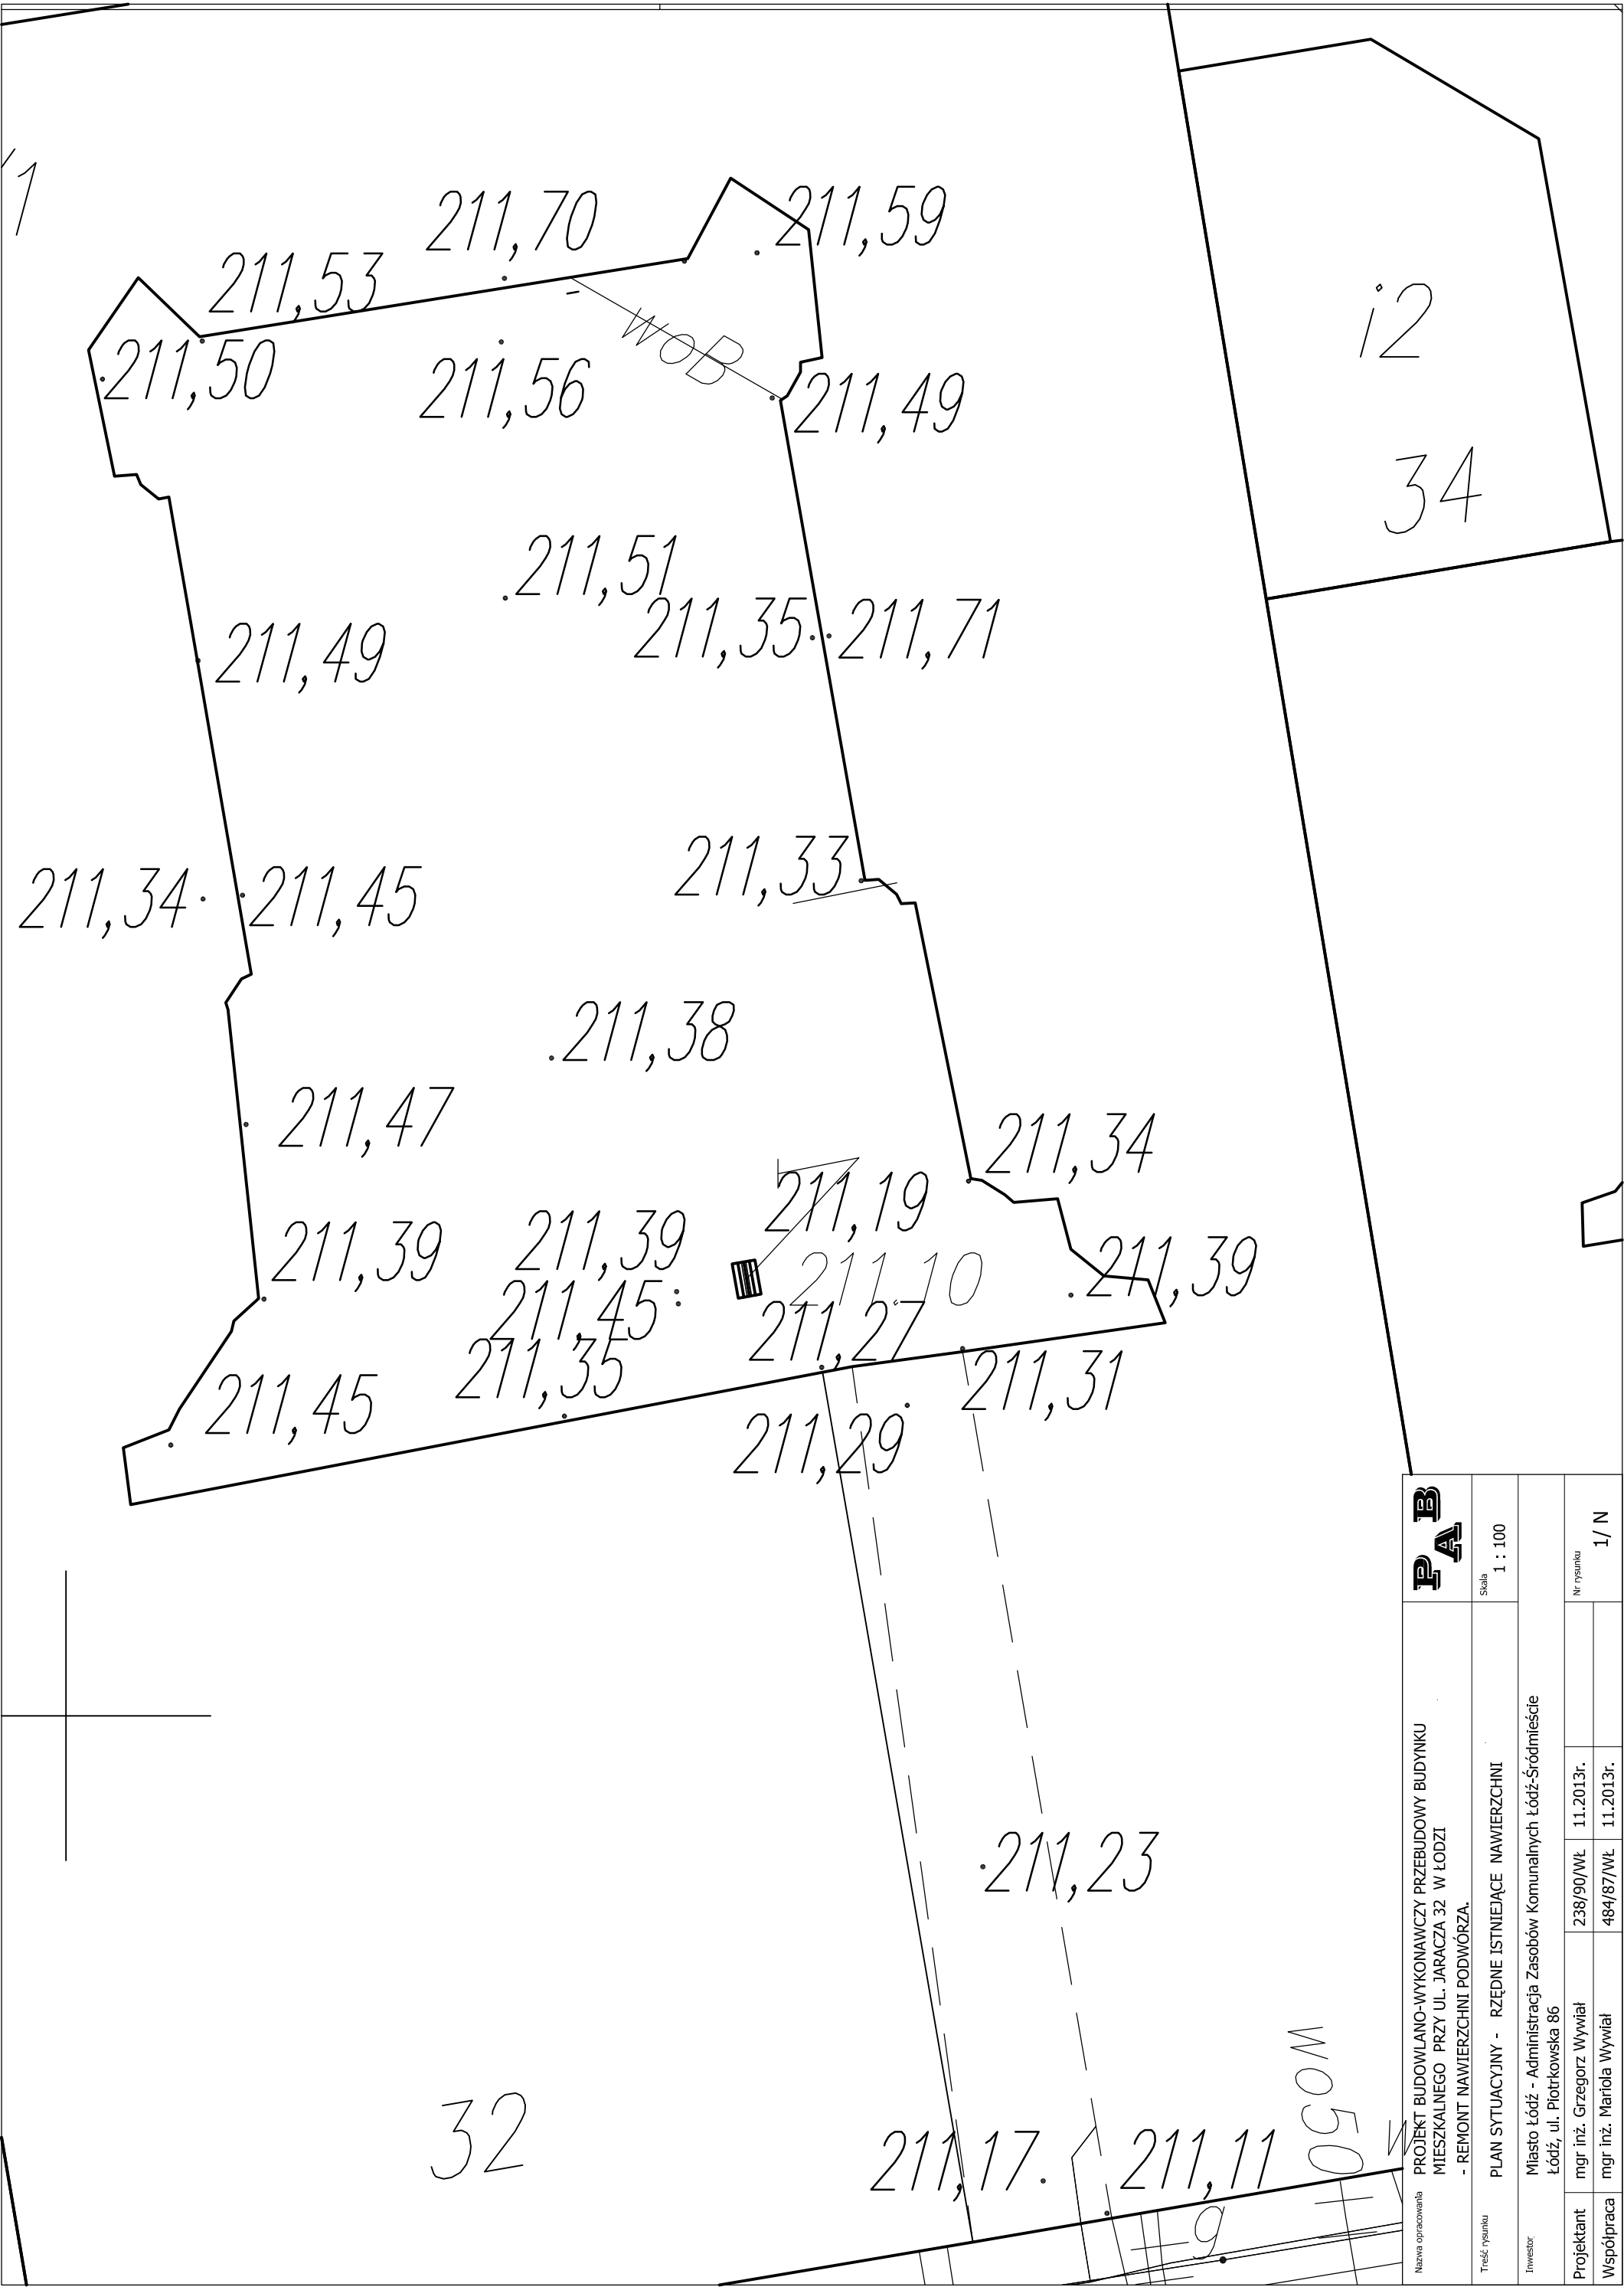 /1
211,70
211,59
211,53
211,50
211,56
WoB
211,49
i2
34
211,51
211,35
211,71
211,49
211,33
211,34
211,45
211,38
211,47
211,34
211,19
211,39
211,39
211,10
211,39
211,45
211,27
211,35
211,31
211,45
211,29
211,23
32
211,17
211,11
wo50
w
9
PAB
Nazwa opracowania
PROJEKT BUDOWLANO-WYKONAWCZY PRZEBUDOWY BUDYNKU
MIESZKALNEGO PRZY UL. JARACZA 32 W ŁODZI
- REMONT NAWIERZCHNI PODWÓRZA.
Treść rysunku
PLAN SYTUACYJNY - RZĘDNE ISTNIEJĄCE NAWIERZCHNI
Skala
1 : 100
Inwestor
Miasto Łódź - Administracja Zasobów Komunalnych Łódź-Śródmieście
Łódź, ul. Piotrkowska 86
Projektant mgr inż. Grzegorz Wywiał 238/90/WŁ 11.2013r.
Współpraca mgr inż. Mariola Wywiał 484/87/WŁ 11.2013r.
Nr rysunku
1/ N